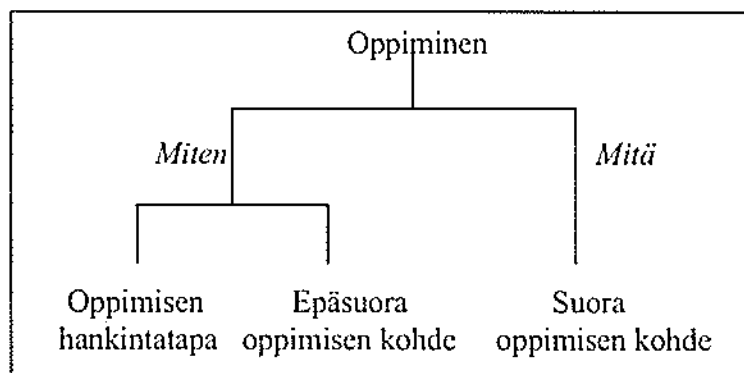 Oppiminen
Miten
Mitä
Oppimisen
hankintatapa
Epäsuora
oppimisen kohde
Suora
oppimisen kohde